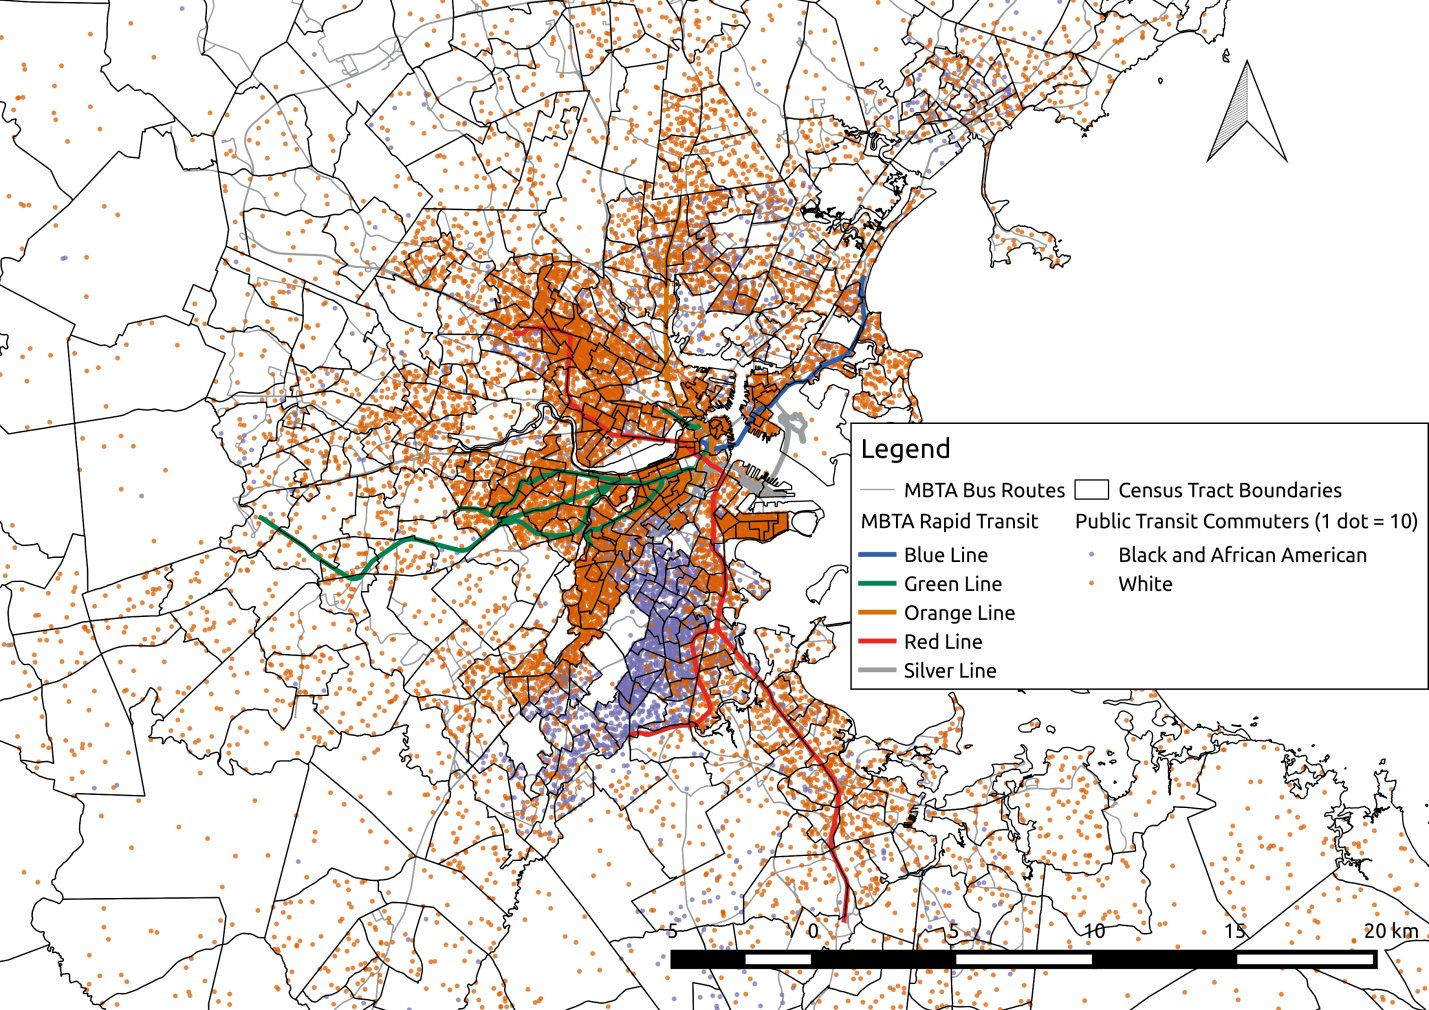 Legend
MBTA Bus Routes Census Tract Boundaries
MBTA Rapid Transit Public Transit Commuters (1 dot = 10)
Blue Line Black and African American
Green Line White
Orange Line
Red Line
Silver Line
5 0 5 10 15 20 km